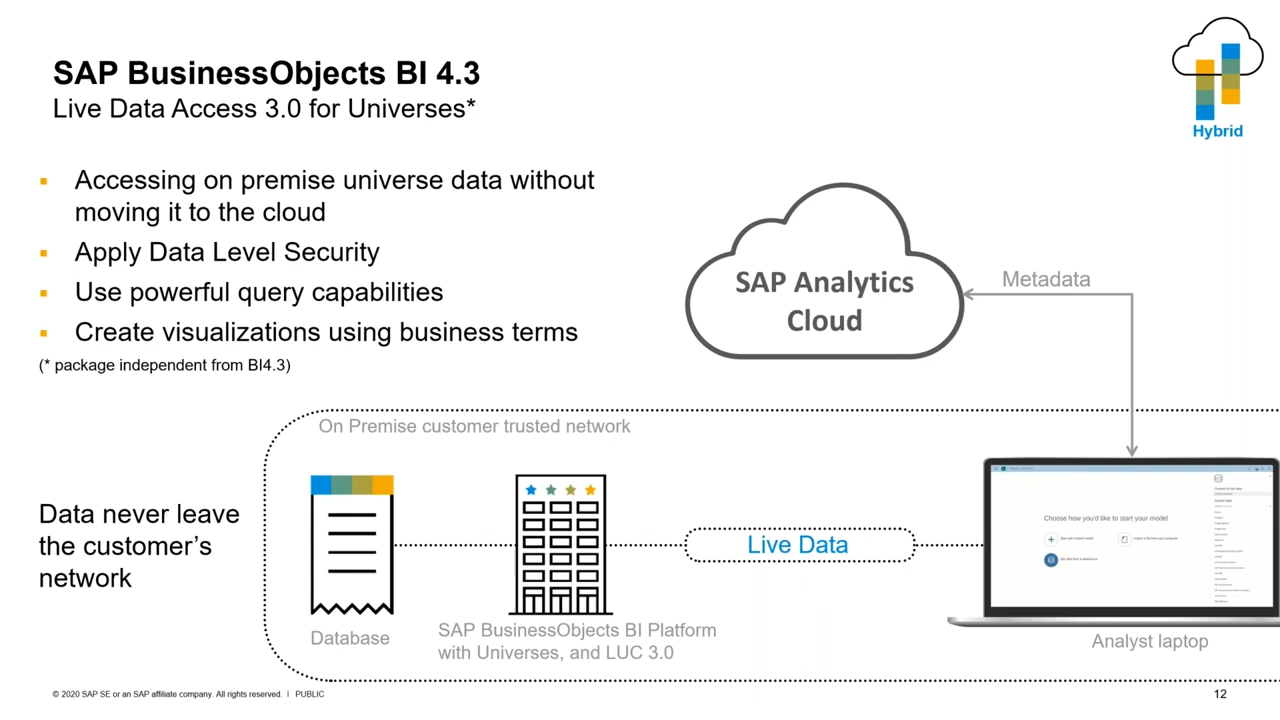 SAP BusinessObjects BI 4.3
Live Data Access 3.0 for Universes*
Hybrid
▪ Accessing on premise universe data without
moving it to the cloud
▪ Apply Data Level Security
▪ Use powerful query capabilities
▪ Create visualizations using business terms
(* package independent from BI4.3)
SAP Analytics
Cloud
Metadata
On Premise customer trusted network
Data never leave
the customer's
network
Live Data
Choose how you'd like to start your model
Database
SAP BusinessObjects BI Platform
with Universes, and LUC 3.0
Analyst laptop
© 2020 SAP SE or an SAP affiliate company. All rights reserved. | PUBLIC
12